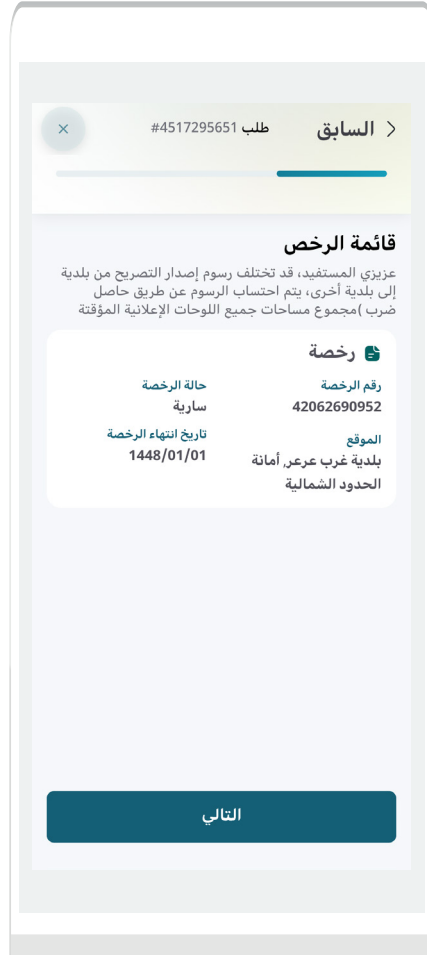 السابق
طلب 4517295651#
قائمة الرخص
عزيزي المستفيد، قد تختلف رسوم إصدار التصريح من بلدية
إلى بلدية أخرى، يتم احتساب الرسوم عن طريق حاصل
ضرب )مجموع مساحات جميع اللوحات الإعلانية المؤقتة
رخصة
رقم الرخصة
42062690952
حالة الرخصة
سارية
الموقع
بلدية غرب عرعر, أمانة
الحدود الشمالية
تاريخ انتهاء الرخصة
1448/01/01
التالي